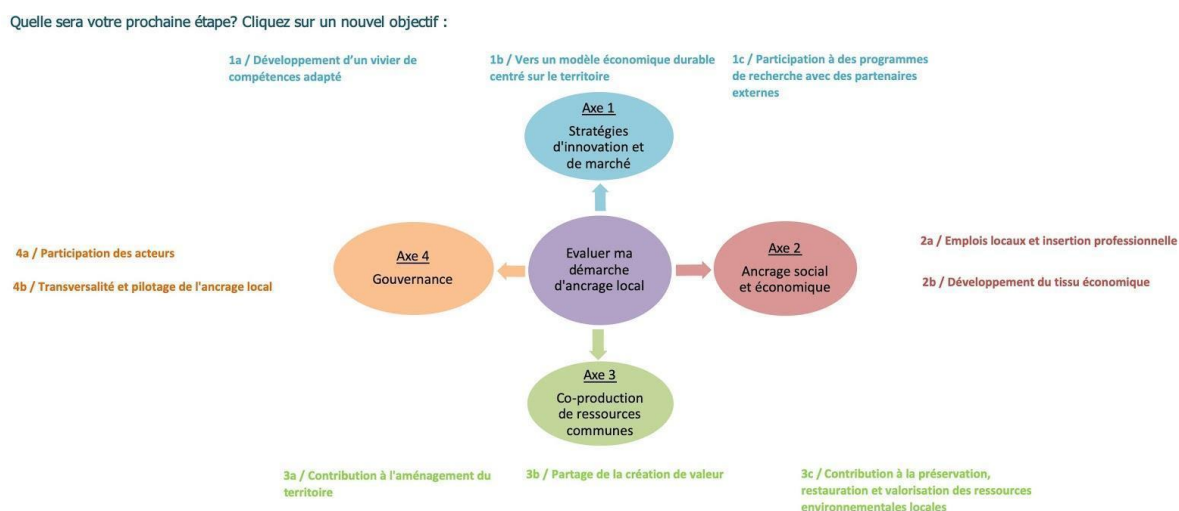 Quelle sera votre prochaine étape? Cliquez sur un nouvel objectif :
1a / Développement d'un vivier de
compétences adapté
1b / Vers un modèle économique durable
centré sur le territoire
1c / Participation à des programmes
de recherche avec des partenaires
externes
Axe 1
Stratégies
d'innovation et
de marché
4a / Participation des acteurs
4b / Transversalité et pilotage de l'ancrage local
Axe 4
Gouvernance
Evaluer ma
démarche
d'ancrage local
Axe 2
Ancrage social
et économique
2a / Emplois locaux et insertion professionnelle
2b / Développement du tissu économique
Axe 3
Co-production
de ressources
communes
3a / Contribution à l'aménagement du
territoire
3b / Partage de la création de valeur
3c / Contribution à la préservation,
restauration et valorisation des ressources
environnementales locales